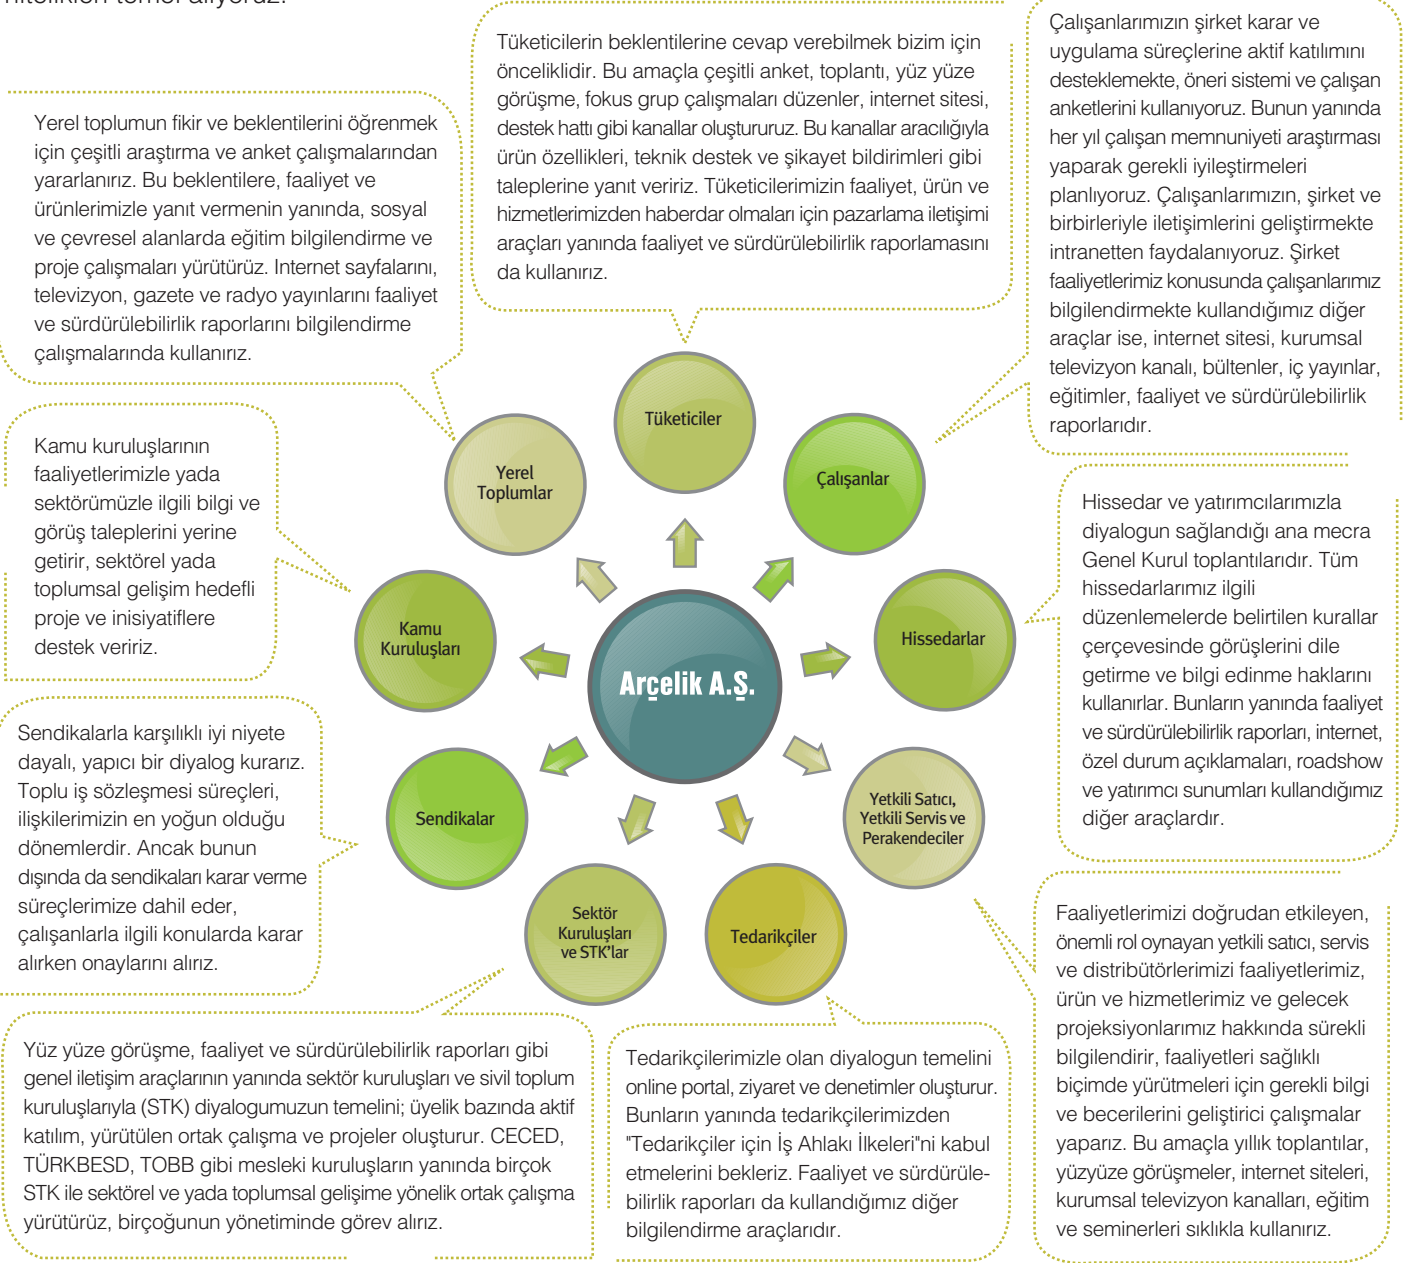 nitelikleri temel alıyoruz.
Tüketicilerin beklentilerine cevap verebilmek bizim için
önceliklidir. Bu amaçla çeşitli anket, toplantı, yüz yüze
görüşme, fokus grup çalışmaları düzenler, internet sitesi,
destek hattı gibi kanallar oluştururuz. Bu kanallar aracılığıyla
ürün özellikleri, teknik destek ve şikayet bildirimleri gibi
taleplerine yanıt veririz. Tüketicilerimizin faaliyet, ürün ve
hizmetlerimizden haberdar olmaları için pazarlama iletişimi
araçları yanında faaliyet ve sürdürülebilirlik raporlamasını
da kullanırız.
Çalışanlarımızın şirket karar ve
uygulama süreçlerine aktif katılımını
desteklemekte, öneri sistemi ve çalışan
anketlerini kullanıyoruz. Bunun yanında
her yıl çalışan memnuniyeti araştırması
yaparak gerekli iyileştirmeleri
planlıyoruz. Çalışanlarımızın, şirket ve
birbirleriyle iletişimlerini geliştirmekte
intranetten faydalanıyoruz. Şirket
faaliyetlerimiz konusunda çalışanlarımız
bilgilendirmekte kullandığımız diğer
araçlar ise, internet sitesi, kurumsal
televizyon kanalı, bültenler, iç yayınlar,
eğitimler, faaliyet ve sürdürülebilirlik
raporlarıdır.
Yerel toplumun fikir ve beklentilerini öğrenmek
için çeşitli araştırma ve anket çalışmalarından
yararlanırız. Bu beklentilere, faaliyet ve
ürünlerimizle yanıt vermenin yanında, sosyal
ve çevresel alanlarda eğitim bilgilendirme ve
proje çalışmaları yürütürüz. Internet sayfalarını,
televizyon, gazete ve radyo yayınlarını faaliyet
ve sürdürülebilirlik raporlarını bilgilendirme
çalışmalarında kullanırız.
Tüketiciler
Yerel
Toplumlar
Çalışanlar
Kamu kuruluşlarının
faaliyetlerimizle yada
sektörümüzle ilgili bilgi ve
görüş taleplerini yerine
getirir, sektörel yada
toplumsal gelişim hedefli
proje ve inisiyatiflere
destek veririz.
Kamu
Kuruluşları
Arçelik A.Ş.
Hissedarlar
Hissedar ve yatırımcılarımızla
diyalogun sağlandığı ana mecra
Genel Kurul toplantılarıdır. Tüm
hissedarlarımız ilgili
düzenlemelerde belirtilen kurallar
çerçevesinde görüşlerini dile
getirme ve bilgi edinme haklarını
kullanırlar. Bunların yanında faaliyet
ve sürdürülebilirlik raporları, internet,
özel durum açıklamaları, roadshow
ve yatırımcı sunumları kullandığımız
diğer araçlardır.
Sendikalarla karşılıklı iyi niyete
dayalı, yapıcı bir diyalog kurarız.
Toplu iş sözleşmesi süreçleri,
ilişkilerimizin en yoğun olduğu
dönemlerdir. Ancak bunun
dışında da sendikaları karar verme
süreçlerimize dahil eder,
çalışanlarla ilgili konularda karar
alırken onaylarını alırız.
Sendikalar
Yetkili Satıcı,
Yetkili Servis ve
Perakendeciler
Sektör
Kuruluşları
ve STK'lar
Tedarikçiler
Faaliyetlerimizi doğrudan etkileyen,
önemli rol oynayan yetkili satıcı, servis
ve distribütörlerimizi faaliyetlerimiz,
ürün ve hizmetlerimiz ve gelecek
projeksiyonlarımız hakkında sürekli
bilgilendirir, faaliyetleri sağlıklı
biçimde yürütmeleri için gerekli bilgi
ve becerilerini geliştirici çalışmalar
yaparız. Bu amaçla yıllık toplantılar,
yüzyüze görüşmeler, internet siteleri,
kurumsal televizyon kanalları, eğitim
ve seminerleri sıklıkla kullanırız.
Yüz yüze görüşme, faaliyet ve sürdürülebilirlik raporları gibi
genel iletişim araçlarının yanında sektör kuruluşları ve sivil toplum
kuruluşlarıyla (STK) diyalogumuzun temelini; üyelik bazında aktif
katılım, yürütülen ortak çalışma ve projeler oluşturur. CECED,
TÜRKBESD, TOBB gibi mesleki kuruluşların yanında birçok
STK ile sektörel ve yada toplumsal gelişime yönelik ortak çalışma
yürütürüz, birçoğunun yönetiminde görev alırız.
Tedarikçilerimizle olan diyalogun temelini
online portal, ziyaret ve denetimler oluşturur.
Bunların yanında tedarikçilerimizden
"Tedarikçiler için İş Ahlakı İlkeleri"ni kabul
etmelerini bekleriz. Faaliyet ve sürdürüle-
bilirlik raporları da kullandığımız diğer
bilgilendirme araçlarıdır.